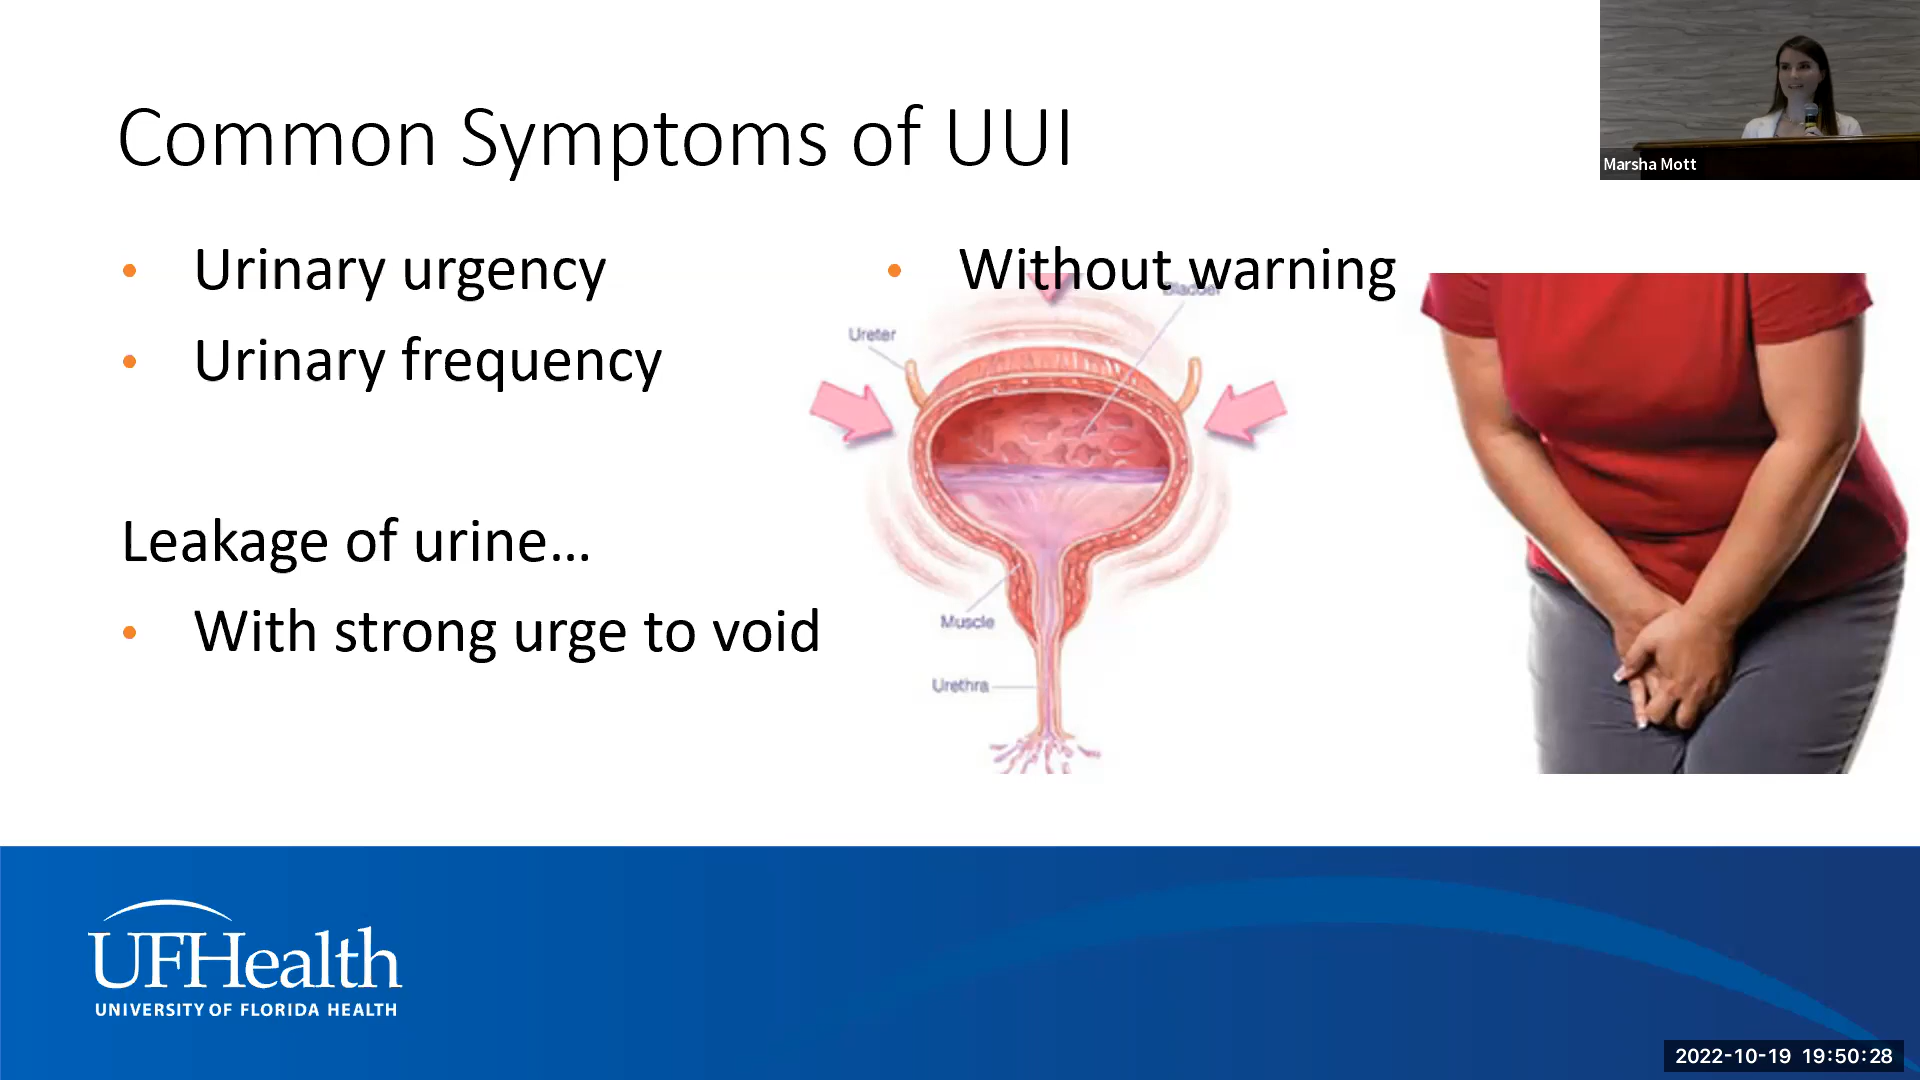 Common Symptoms of UUI
Marsha Mott
• Urinary urgency
• Urinary frequency
Leakage of urine...
• With strong urge to void
• Without warning
Bladder
Ureter
Muscle
Urethra
UFHealth
UNIVERSITY OF FLORIDA HEALTH
2022-10-19 19:50:28